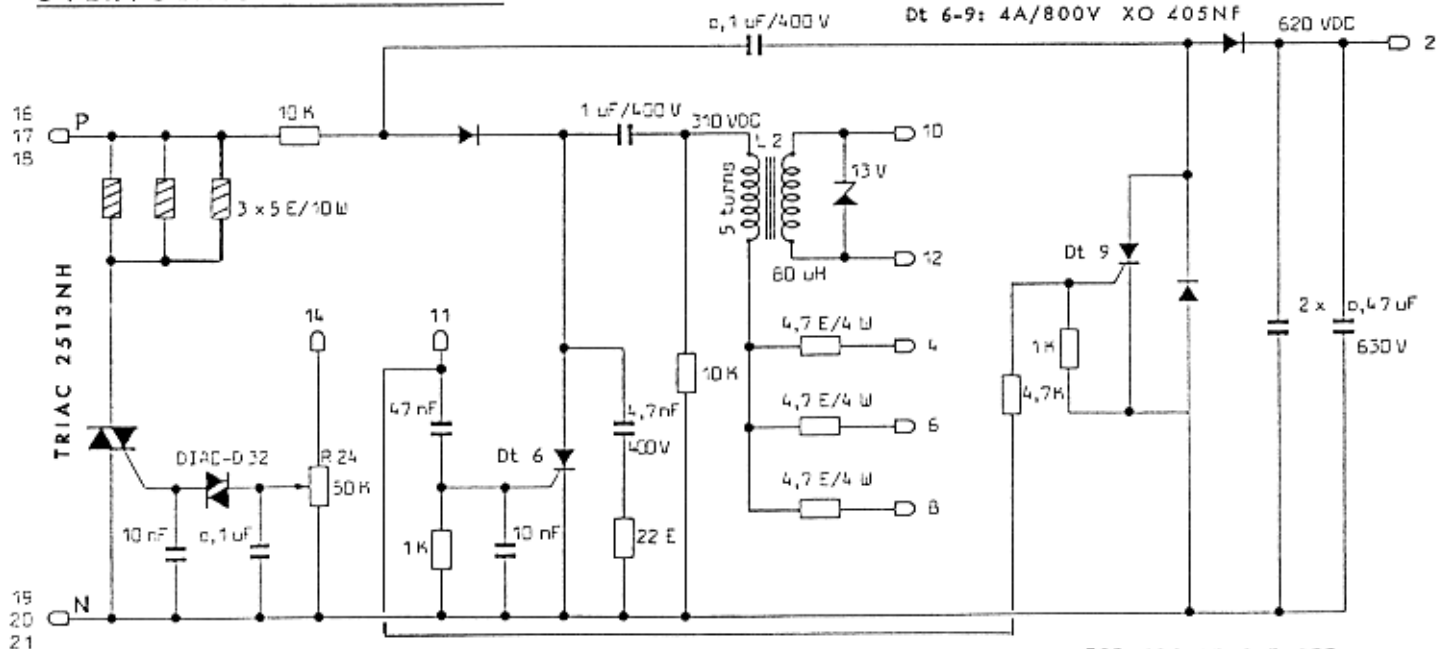 Dt 6-9: 4A/800V XO 405NF
0,1 uF/400 V
620 VDC
2
16
17
18
P
10 K
1 uF/400 V
310 VDC
L 2
10
13 V
5 turns
3 x 5 E/10 W
12
60 uH
Dt 9
TRIAC 2513NH
14
11
4,7 E/4 W
4
2 x 0,47 uF
630 V
1K
10K
4,7K
47 nF
4,7nF
400V
4,7 E/4 W
6
DIAC-D32
R 24
50 K
Dt 6
4,7 E/4 W
8
10 nF
0,1 uF
1K
10 nF
22 E
19
20
21
N